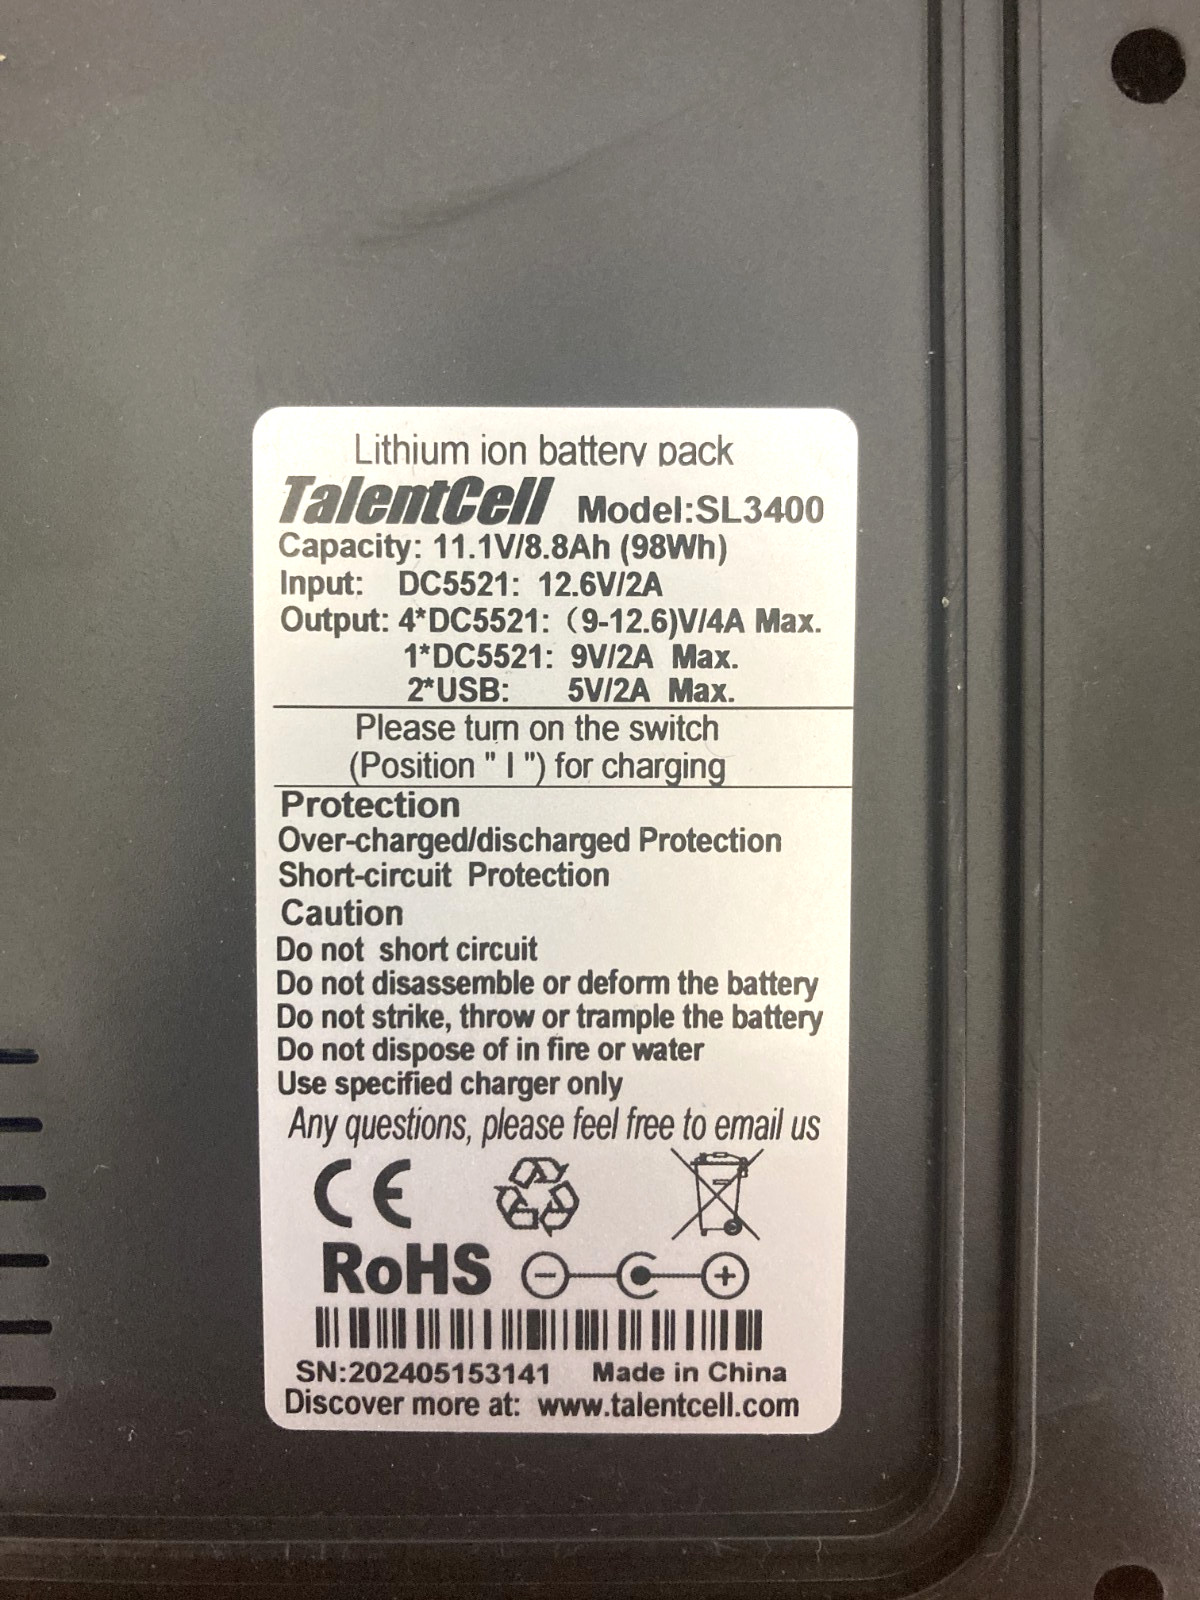 Lithium ion battery pack
TalentCell Model:SL3400
Capacity: 11.1V/8.8Ah (98Wh)
Input: DC5521: 12.6V/2A
Output: 4*DC5521: (9-12.6)V/4A Max.
1*DC5521: 9V/2A Max.
2*USB: 5V/2A Max.
Please turn on the switch
(Position " I ") for charging
Protection
Over-charged/discharged Protection
Short-circuit Protection
Caution
Do not short circuit
Do not disassemble or deform the battery
Do not strike, throw or trample the battery
Do not dispose of in fire or water
Use specified charger only
Any questions, please feel free to email us
CE
RoHS
SN:202405153141 Made in China
Discover more at: www.talentcell.com